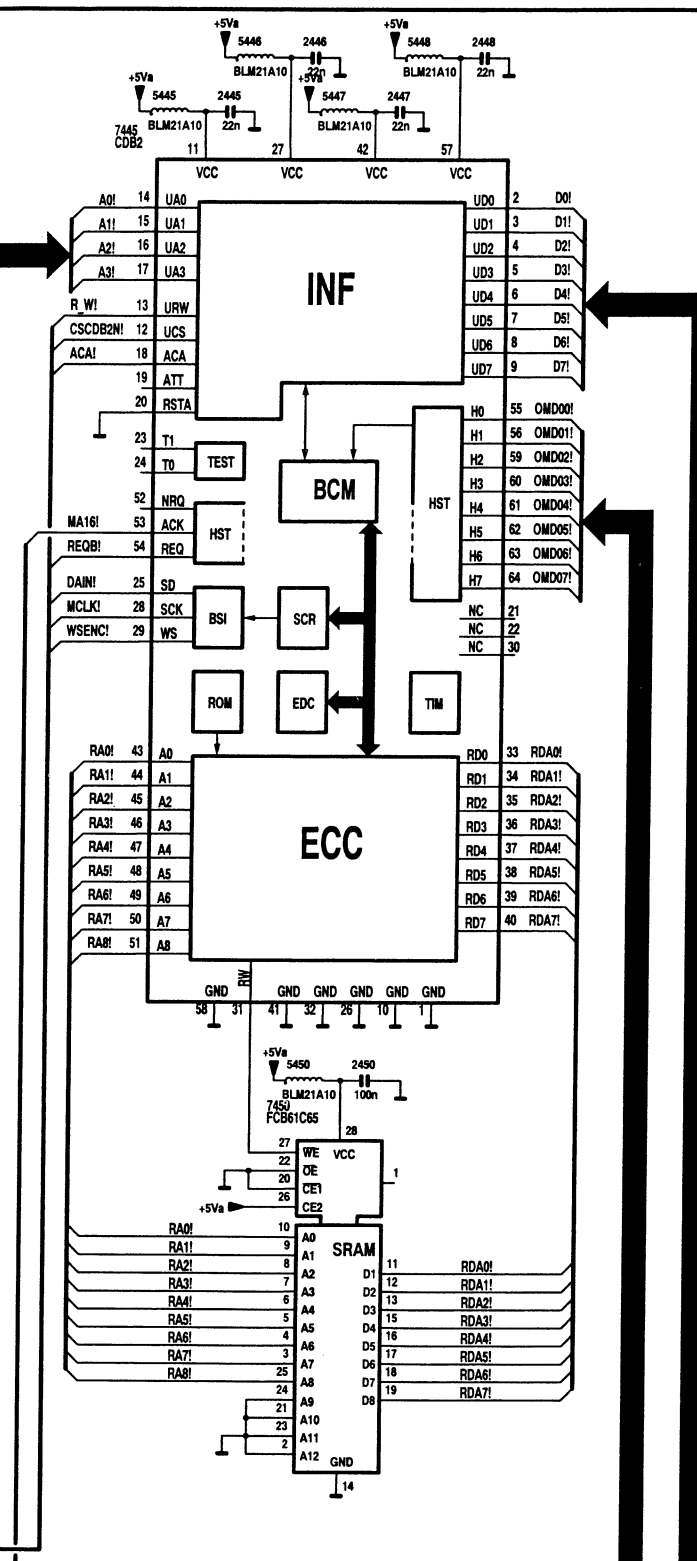 +5Va 5446 2446 +5Va 5448 2448
BLM21A10 22n BLM21A10 22n
+5Va 5445 2445 +5Va 5447 2447
BLM21A10 22n BLM21A10 22n
7445
CDB2
11 27 42 57
VCC VCC VCC VCC
A0! 14 UA0 UD0 2 D0!
A1! 15 UA1 UD1 3 D1!
A2! 16 UA2 UD2 4 D2!
A3! 17 UA3 UD3 5 D3!
INF
R_W! 13 URW UD4 6 D4!
CSCDB2N! 12 UCS UD5 7 D5!
ACA! 18 ACA UD6 8 D6!
19 ATT UD7 9 D7!
20 RSTA
H0 55 OMD00!
23 T1 H1 56 OMD01!
24 T0 TEST H2 59 OMD02!
BCM H3 60 OMD03!
52 NRQ HST H4 61 OMD04!
MA16! 53 ACK HST H5 62 OMD05!
REQB! 54 REQ H6 63 OMD06!
DAIN! 25 SD H7 64 OMD07!
MCLK! 28 SCK BSI SCR NC 21
WSENC! 29 WS NC 22
NC 30
ROM EDC TIM
RA0! 43 A0 RD0 33 RDA0!
RA1! 44 A1 RD1 34 RDA1!
RA2! 45 A2 RD2 35 RDA2!
RA3! 46 A3 RD3 36 RDA3!
RA4! 47 A4 ECC RD4 37 RDA4!
RA5! 48 A5 RD5 38 RDA5!
RA6! 49 A6 RD6 39 RDA6!
RA7! 50 A7 RD7 40 RDA7!
RA8! 51 A8
RW
GND GND GND GND GND GND
58 31 41 32 26 10 1
+5Va 5450 2450
BLM21A10 100n
7450
FCB61C65
28
27 WE VCC
22 OE
20 CE1 1
+5Va 26 CE2
RA0! 10 A0 SRAM
RA1! 9 A1
RA2! 8 A2 D1 11 RDA0!
RA3! 7 A3 D2 12 RDA1!
RA4! 6 A4 D3 13 RDA2!
RA5! 5 A5 D4 15 RDA3!
RA6! 4 A6 D5 16 RDA4!
RA7! 3 A7 D6 17 RDA5!
RA8! 25 A8 D7 18 RDA6!
24 A9 D8 19 RDA7!
21 A10
23 A11
2 A12
GND
14